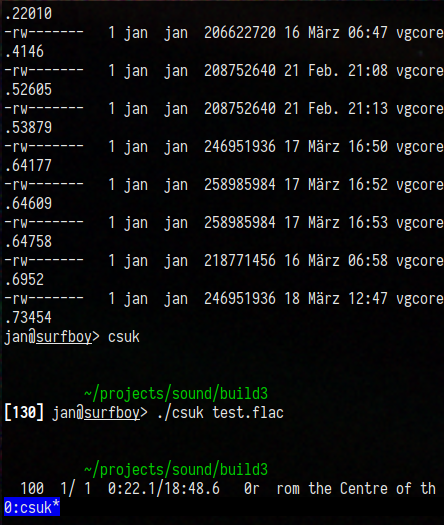 .22010
-rw-------   1 jan  jan  206622720 16 März 06:47 vgcore
.4146
-rw-------   1 jan  jan  208752640 21 Feb. 21:08 vgcore
.52605
-rw-------   1 jan  jan  208752640 21 Feb. 21:13 vgcore
.53879
-rw-------   1 jan  jan  246951936 17 März 16:50 vgcore
.64177
-rw-------   1 jan  jan  258985984 17 März 16:52 vgcore
.64609
-rw-------   1 jan  jan  258985984 17 März 16:53 vgcore
.64758
-rw-------   1 jan  jan  218771456 16 März 06:58 vgcore
.6952
-rw-------   1 jan  jan  246951936 18 März 12:47 vgcore
.73454
jan@surfboy> csuk
~/projects/sound/build3
[130] jan@surfboy> ./csuk test.flac
~/projects/sound/build3
100  1/ 1  0:22.1/18:48.6   0r  rom the Centre of th
0:csuk*